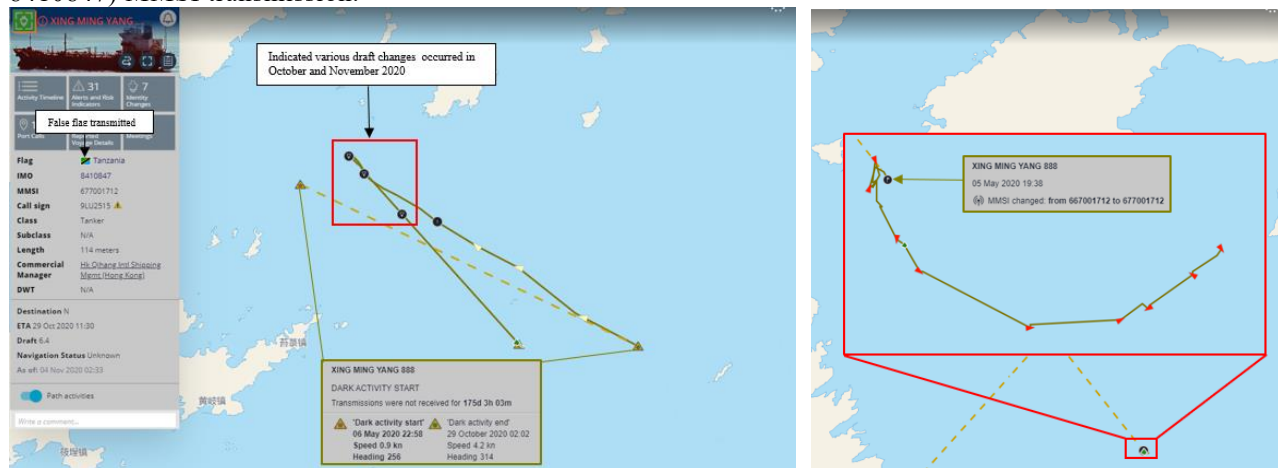 XING MING YANG
Activity Timeline
31
Alerts and Risk Indicators
7
Identity Changes
Port Calls
Reported Voyage Details
Meetings
False flag transmitted
Flag Tanzania
IMO 8410847
MMSI 677001712
Call sign 9LU2515
Class Tanker
Subclass N/A
Length 114 meters
Commercial Manager Hk Qihang Intl Shipping Mgmt (Hong Kong)
DWT N/A
Destination N
ETA 29 Oct 2020 11:30
Draft 6.4
Navigation Status Unknown
As of: 04 Nov 2020 02:33
Path activities
Write a comment...
Indicated various draft changes occurred in
October and November 2020
黄岐镇
XING MING YANG 888
DARK ACTIVITY START
Transmissions were not received for 175d 3h 03m
'Dark activity start' 'Dark activity end'
06 May 2020 22:58 29 October 2020 02:02
Speed 0.9 kn Speed 4.2 kn
Heading 256 Heading 314
XING MING YANG 888
05 May 2020 19:38
MMSI changed: from 667001712 to 677001712